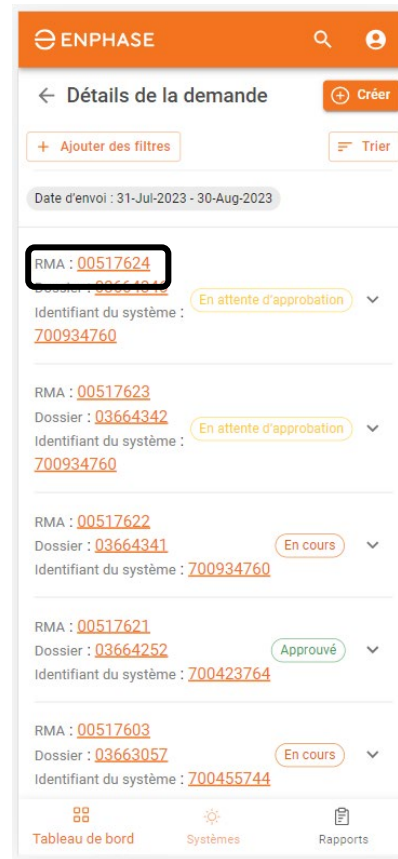 ENPHASE
Détails de la demande
Créer
+ Ajouter des filtres
Trier
Date d'envoi : 31-Jul-2023 - 30-Aug-2023
RMA : 00517624
Identifiant du système :
700934760
En attente d'approbation
RMA : 00517623
Dossier : 03664342
Identifiant du système :
700934760
En attente d'approbation
RMA : 00517622
Dossier : 03664341
Identifiant du système : 700934760
En cours
RMA : 00517621
Dossier : 03664252
Identifiant du système : 700423764
Approuvé
RMA : 00517603
Dossier : 03663057
Identifiant du système : 700455744
En cours
Tableau de bord
Systèmes
Rapports